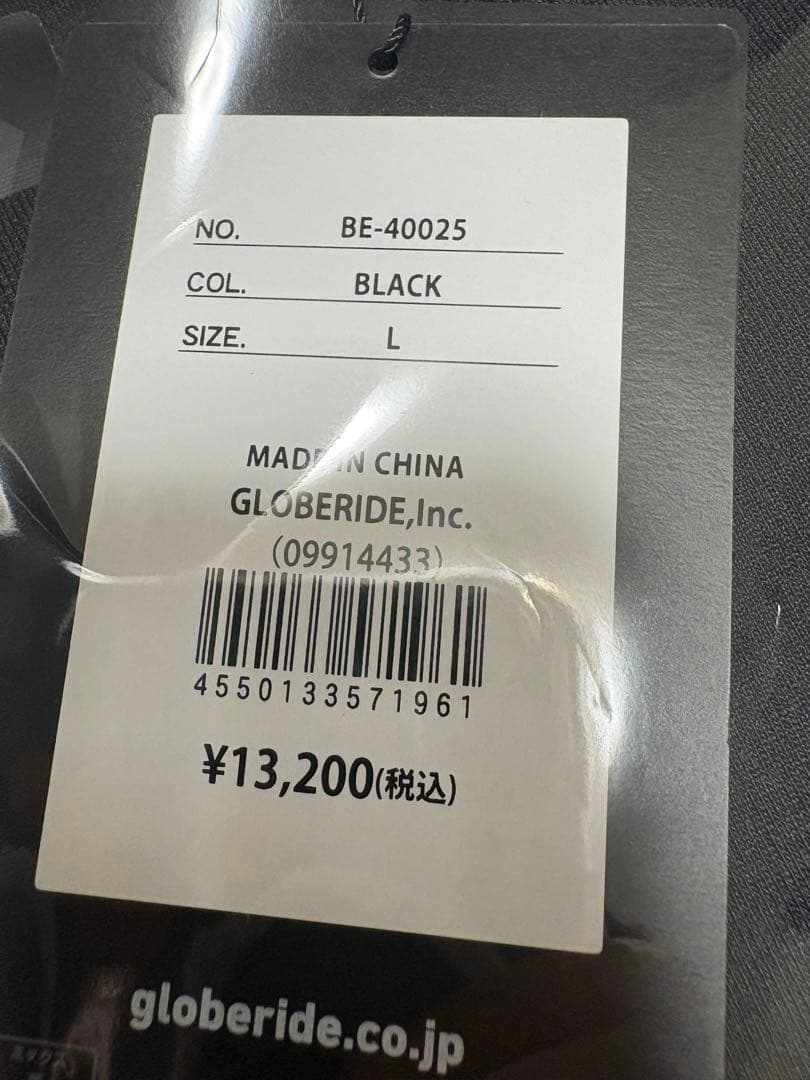 NO. BE-40025
COL. BLACK
SIZE. L
MADE IN CHINA
GLOBERIDE,Inc.
(09914433)
4550133571961
¥13,200(税込)
globeride.co.jp